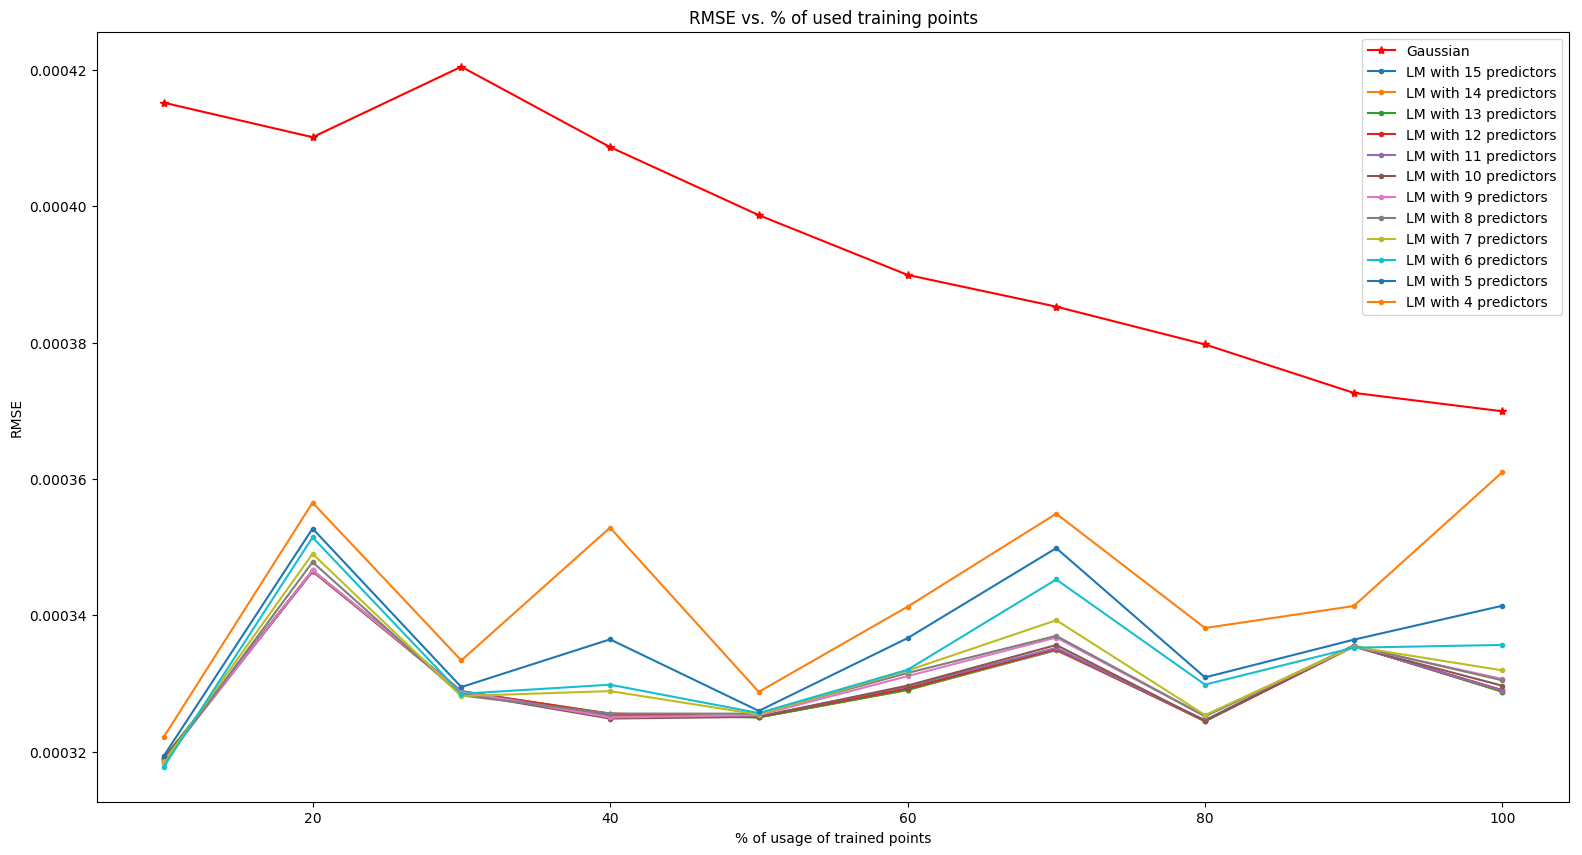 RMSE vs. % of used training points
Gaussian
LM with 15 predictors
LM with 14 predictors
LM with 13 predictors
LM with 12 predictors
LM with 11 predictors
LM with 10 predictors
LM with 9 predictors
LM with 8 predictors
LM with 7 predictors
LM with 6 predictors
LM with 5 predictors
LM with 4 predictors
RMSE
0.00042
0.00040
0.00038
0.00036
0.00034
0.00032
20 40 60 80 100
% of usage of trained points